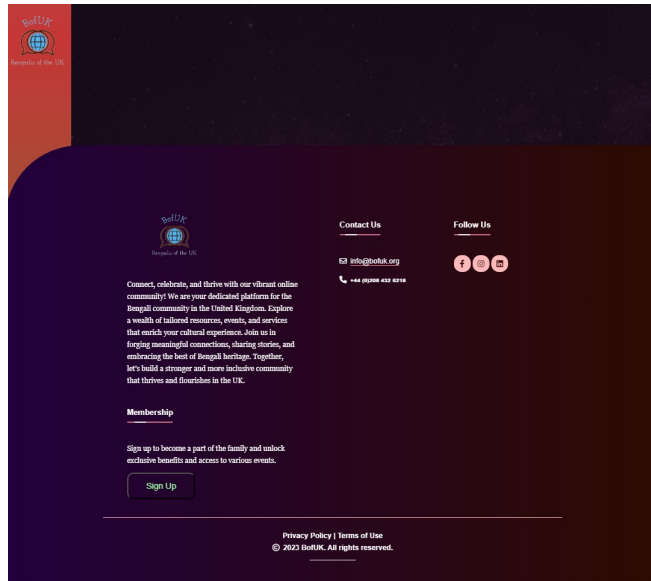 BofUK
Bengalis of the UK
BofUK
Bengalis of the UK
Connect, celebrate, and thrive with our vibrant online
community! We are your dedicated platform for the
Bengali community in the United Kingdom. Explore
a wealth of tailored resources, events, and services
that enrich your cultural experience. Join us in
forging meaningful connections, sharing stories, and
embracing the best of Bengali heritage. Together,
let's build a stronger and more inclusive community
that thrives and flourishes in the UK.
Membership
Sign up to become a part of the family and unlock
exclusive benefits and access to various events.
Sign Up
Contact Us
info@bofuk.org
+44 (0)208 432 6218
Follow Us
Privacy Policy | Terms of Use
© 2023 BofUK. All rights reserved.